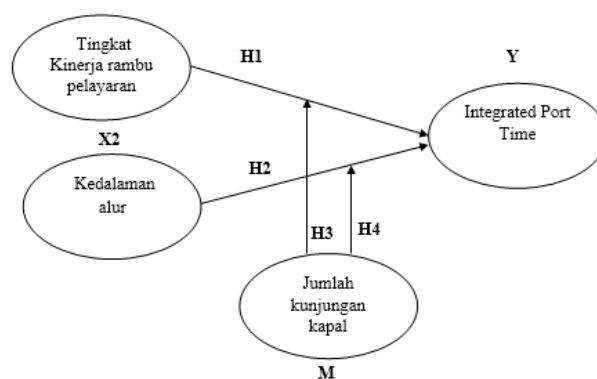 Tingkat
Kinerja rambu
pelayaran
H1
Y
Integrated Port
Time
X2
Kedalaman
alur
H2
H3
H4
Jumlah
kunjungan
kapal
M